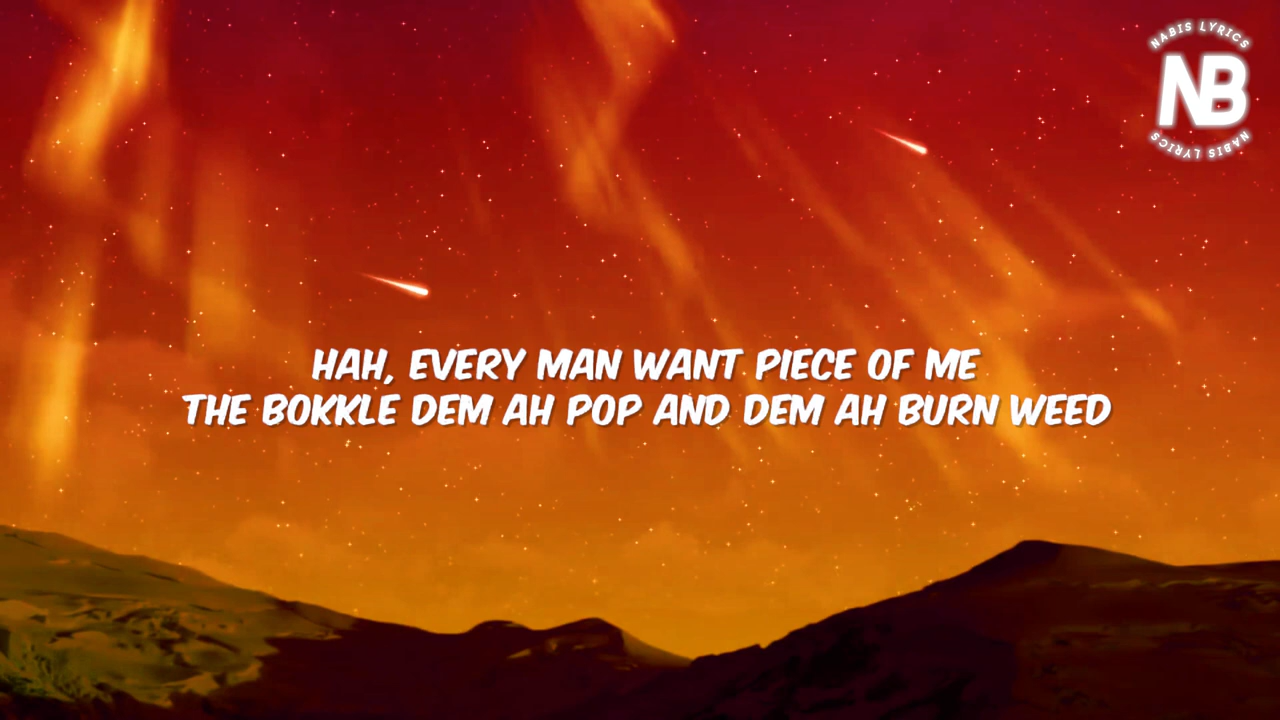 NABIS LYRICS
NB
NABIS LYRICS
HAH, EVERY MAN WANT PIECE OF ME
THE BOKKLE DEM AH POP AND DEM AH BURN WEED